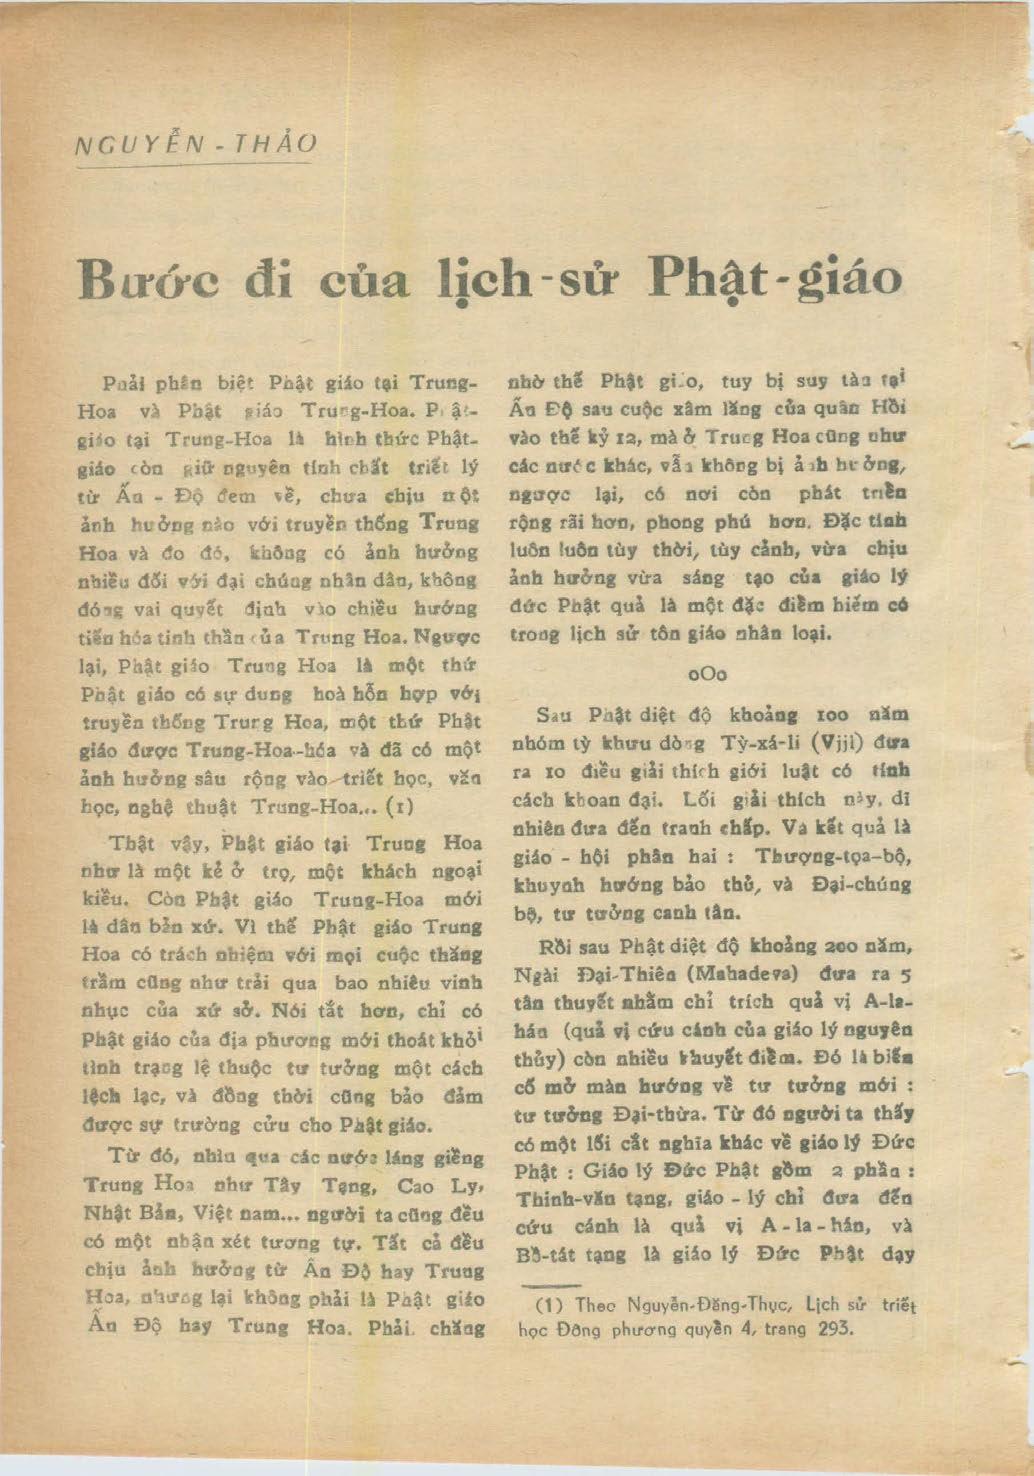 NGUYỄN - THẢO
Bước đi của lịch-sử Phật-giáo
Phải phân biệt Phật giáo tại Trung-
Hoa và Phật giáo Trung-Hoa. Phật-
giáo tại Trung-Hoa là hình thức Phật-
giáo còn giữ nguyên tính chất triết lý
từ Ấn - Độ đem về, chưa chịu một
ảnh hưởng nào với truyền thống Trung
Hoa và do đó, không có ảnh hưởng
nhiều đối với đại chúng nhân dân, không
đóng vai quyết định vào chiều hướng
tiến hóa tinh thần của Trung Hoa. Ngược
lại, Phật giáo Trung Hoa là một thứ
Phật giáo có sự dung hoà hỗn hợp với
truyền thống Trung Hoa, một thứ Phật
giáo được Trung-Hoa-hóa và đã có một
ảnh hưởng sâu rộng vào triết học, văn
học, nghệ thuật Trung-Hoa... (1)
Thật vậy, Phật giáo tại Trung Hoa
như là một kẻ ở trọ, một khách ngoại
kiều. Còn Phật giáo Trung-Hoa mới
là dân bản xứ. Vì thế Phật giáo Trung
Hoa có trách nhiệm với mọi cuộc thăng
trầm cũng như trải qua bao nhiêu vinh
nhục của xứ sở. Nói tắt hơn, chỉ có
Phật giáo của địa phương mới thoát khỏi
tình trạng lệ thuộc tư tưởng một cách
lệch lạc, và đồng thời cũng bảo đảm
được sự trường cửu cho Phật giáo.
Từ đó, nhìn qua các nước láng giềng
Trung Hoa như Tây Tạng, Cao Ly,
Nhật Bản, Việt nam... người ta cũng đều
có một nhận xét tương tự. Tất cả đều
chịu ảnh hưởng từ Ấn Độ hay Trung
Hoa, nhưng lại không phải là Phật giáo
Ấn Độ hay Trung Hoa. Phải chăng
nhờ thế Phật giáo, tuy bị suy tàn tại
Ấn Độ sau cuộc xâm lăng của quân Hồi
vào thế kỷ 12, mà ở Trung Hoa cũng như
các nước khác, vẫn không bị ảnh hưởng,
ngược lại, có nơi còn phát triển
rộng rãi hơn, phong phú hơn. Đặc tính
luôn luôn tùy thời, tùy cảnh, vừa chịu
ảnh hưởng vừa sáng tạo của giáo lý
đức Phật quả là một đặc điểm hiếm có
trong lịch sử tôn giáo nhân loại.
oOo
Sau Phật diệt độ khoảng 100 năm
nhóm tỳ khưu dòng Tỳ-xá-li (Vjji) đưa
ra 10 điều giải thích giới luật có tính
cách khoan đại. Lối giải thích này, dĩ
nhiên đưa đến tranh chấp. Và kết quả là
giáo - hội phân hai : Thượng-tọa-bộ,
khuynh hướng bảo thủ, và Đại-chúng
bộ, tư tưởng canh tân.
Rồi sau Phật diệt độ khoảng 200 năm,
Ngài Đại-Thiên (Mahadeva) đưa ra 5
tân thuyết nhằm chỉ trích quả vị A-la-
hán (quả vị cứu cánh của giáo lý nguyên
thủy) còn nhiều khuyết điểm. Đó là biến
cố mở màn hướng về tư tưởng mới :
tư tưởng Đại-thừa. Từ đó người ta thấy
có một lối cắt nghĩa khác về giáo lý Đức
Phật : Giáo lý Đức Phật gồm 2 phần :
Thinh-văn tạng, giáo - lý chỉ đưa đến
cứu cánh là quả vị A - la - hán, và
Bồ-tát tạng là giáo lý Đức Phật dạy
(1) Theo Nguyễn-Đăng-Thục, Lịch sử triết
học Đông phương quyển 4, trang 293.